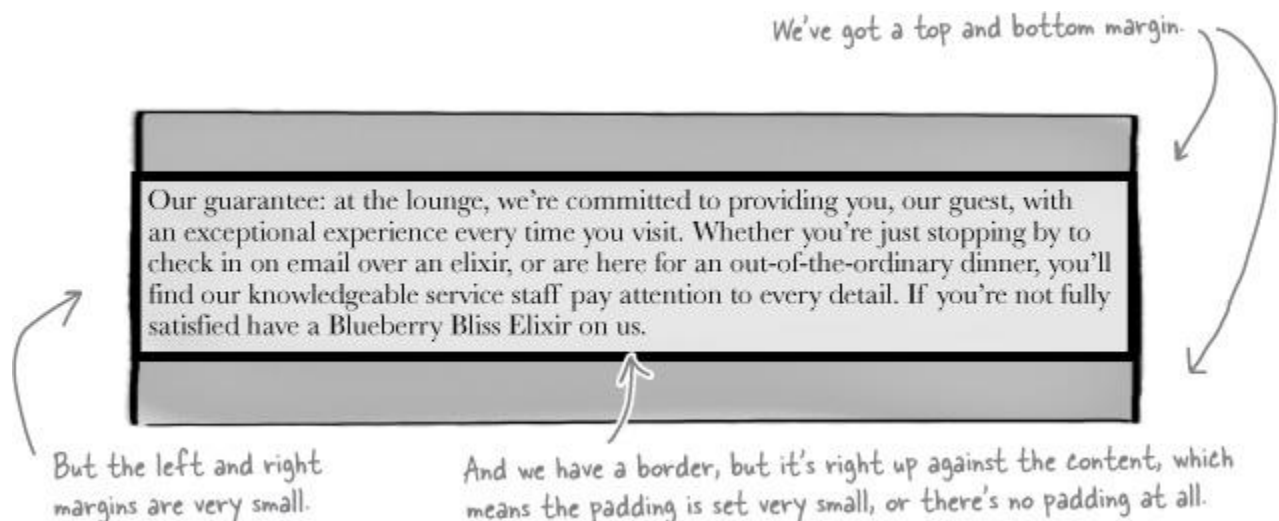 We've got a top and bottom margin.
Our guarantee: at the lounge, we're committed to providing you, our guest, with
an exceptional experience every time you visit. Whether you're just stopping by to
check in on email over an elixir, or are here for an out-of-the-ordinary dinner, you'll
find our knowledgeable service staff pay attention to every detail. If you're not fully
satisfied have a Blueberry Bliss Elixir on us.
But the left and right
margins are very small.
And we have a border, but it's right up against the content, which
means the padding is set very small, or there's no padding at all.